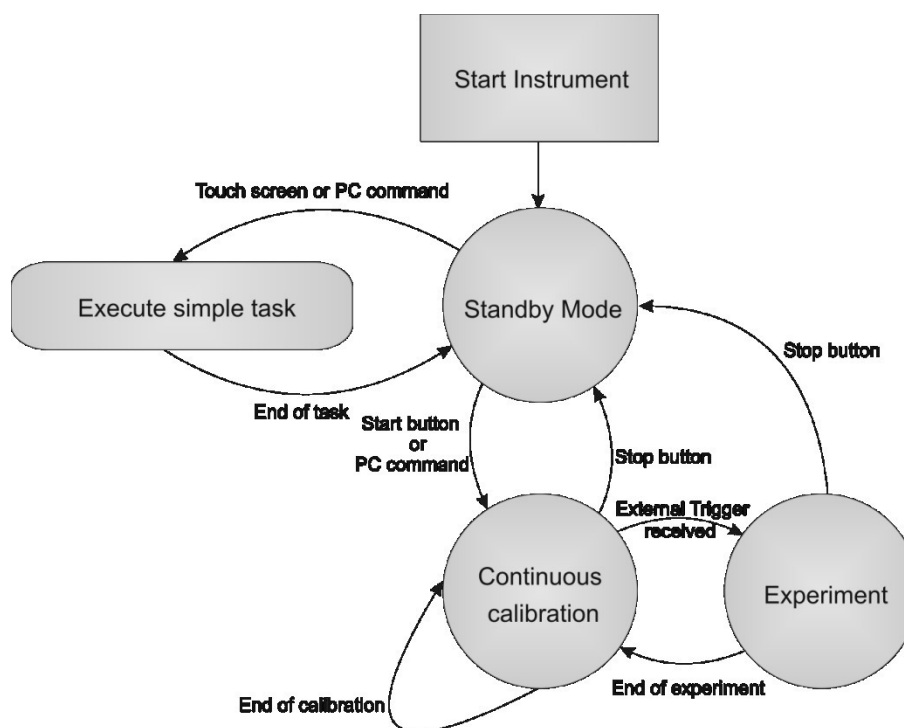 Start Instrument
Touch screen or PC command
Execute simple task
Standby Mode
Stop button
End of task
Start button
or
PC command
Stop button
External Trigger
received
Continuous
calibration
Experiment
End of experiment
End of calibration